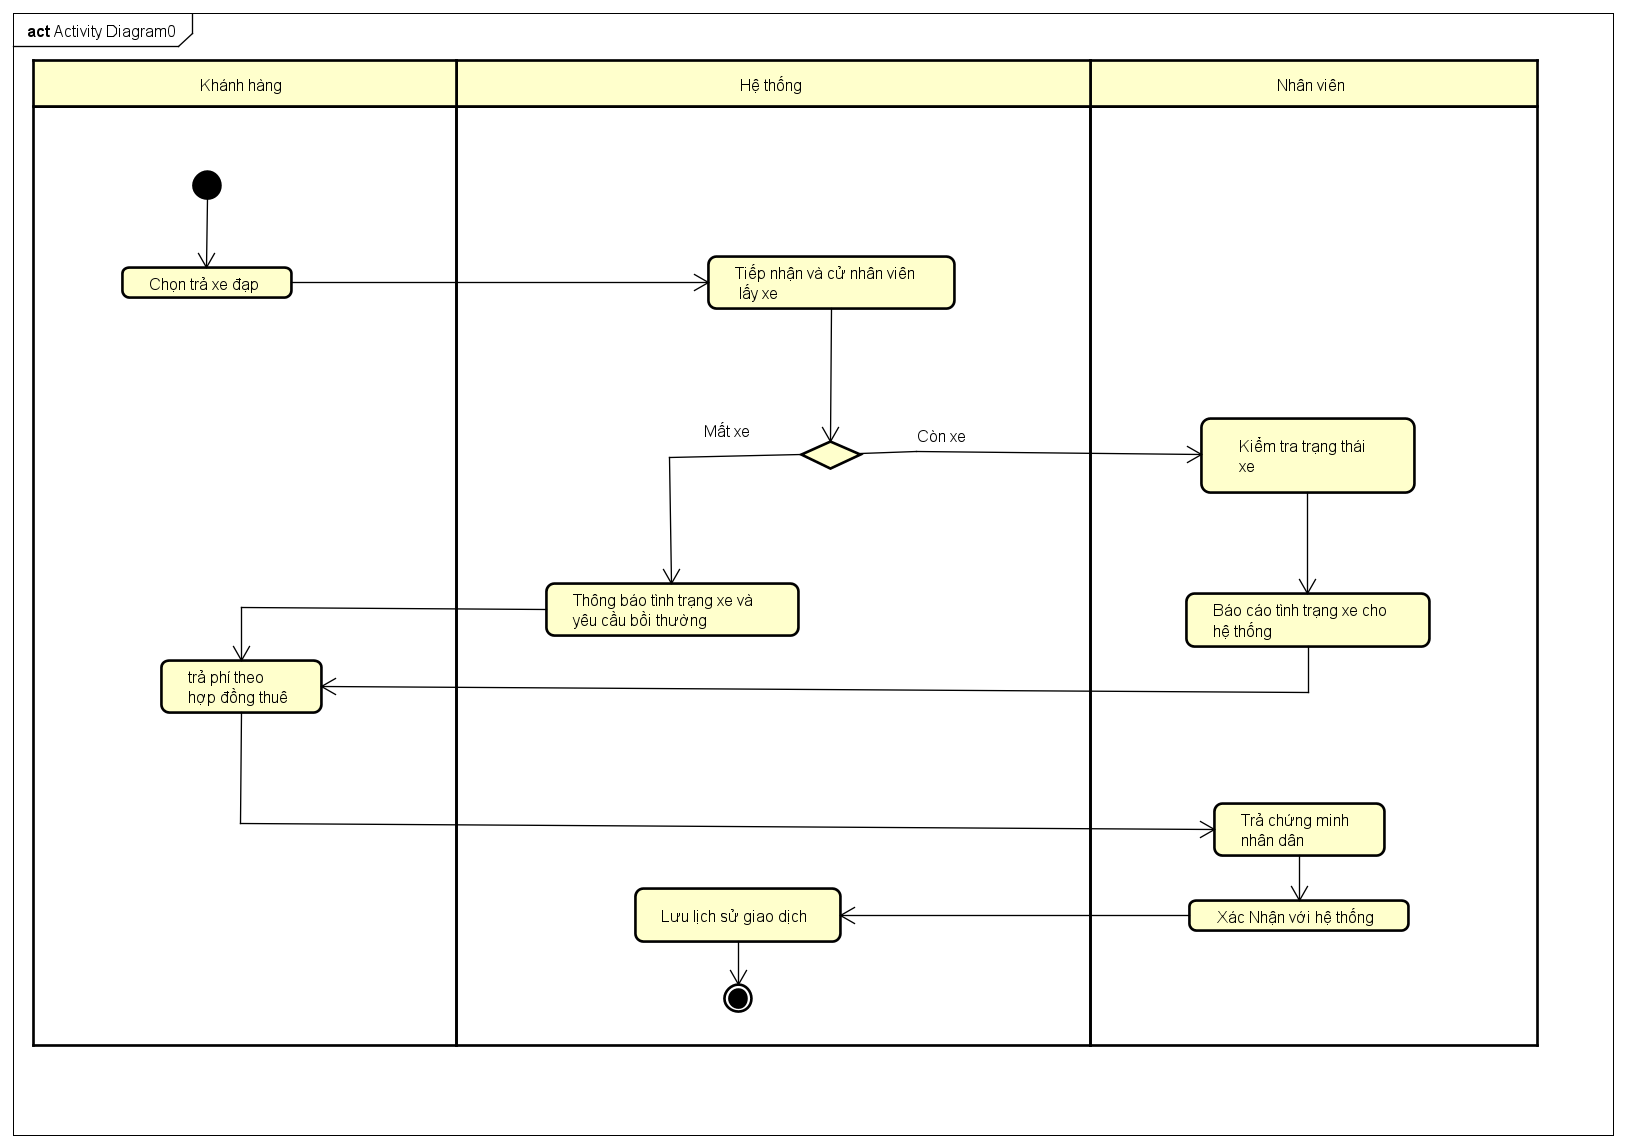 act Activity Diagram0
Khánh hàng
Hệ thống
Nhân viên
Chọn trả xe đạp
Tiếp nhận và cử nhân viên
lấy xe
Mất xe
Còn xe
Kiểm tra trạng thái
xe
Thông báo tình trạng xe và
yêu cầu bồi thường
Báo cáo tình trạng xe cho
hệ thống
trả phí theo
hợp đồng thuê
Trả chứng minh
nhân dân
Lưu lịch sử giao dịch
Xác Nhận với hệ thống